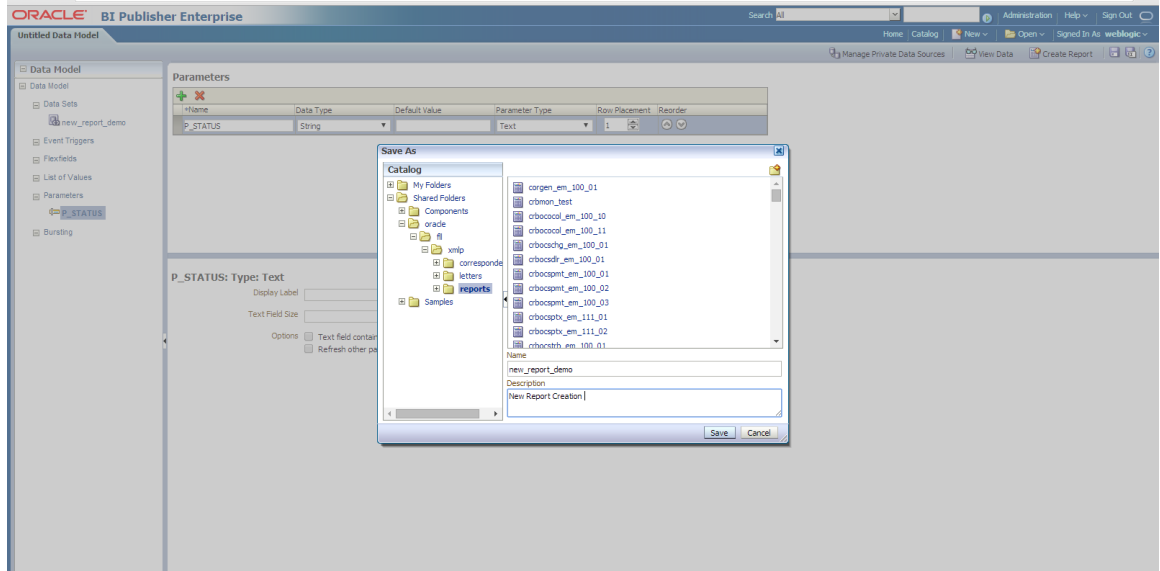 ORACLE BI Publisher Enterprise
Search All
Administration Help Sign Out
Untitled Data Model
Home Catalog New Open Signed In As weblogic
Manage Private Data Sources View Data Create Report
Data Model
Data Model
Data Sets
new_report_demo
Event Triggers
Flexfields
List of Values
Parameters
P_STATUS
Bursting
Parameters
*Name Data Type Default Value Parameter Type Row Placement Reorder
P_STATUS String Text 1
P_STATUS: Type: Text
Display Label
Text Field Size
Options Text field contain
Refresh other pa
Save As
Catalog
My Folders
Shared Folders
Components
oracle
fll
xmlp
corresponde
letters
reports
Samples
corgen_em_100_01
crbmon_test
crbococol_em_100_10
crbococol_em_100_11
crbocschg_em_100_01
crbocsdlr_em_100_01
crbocspmt_em_100_01
crbocspmt_em_100_02
crbocspmt_em_100_03
crbocsptx_em_111_01
crbocsptx_em_111_02
crbocstrb_em_100_01
Name
new_report_demo
Description
New Report Creation
Save Cancel